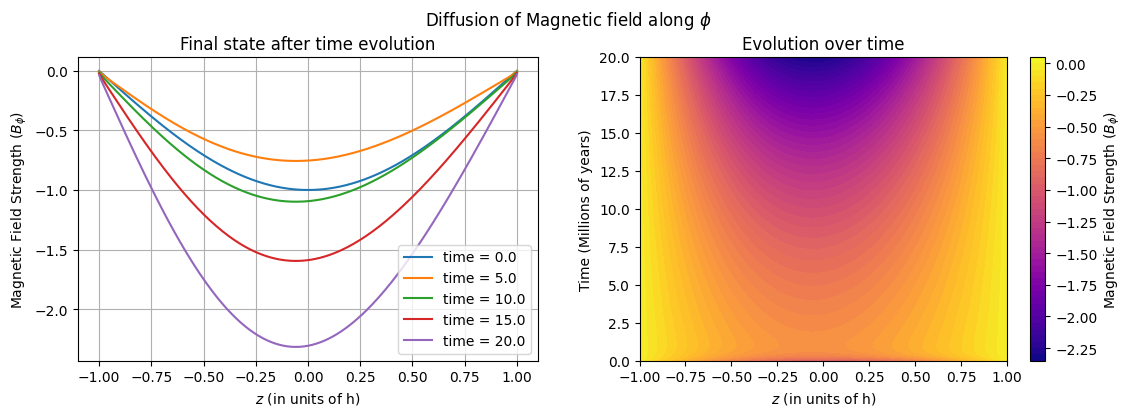 Diffusion of Magnetic field along ϕ
Final state after time evolution
0.0
−0.5
−1.0
−1.5
−2.0
Magnetic Field Strength (Bϕ)
time = 0.0
time = 5.0
time = 10.0
time = 15.0
time = 20.0
−1.00 −0.75 −0.50 −0.25 0.00 0.25 0.50 0.75 1.00
z (in units of h)
Evolution over time
20.0
17.5
15.0
12.5
10.0
7.5
5.0
2.5
0.0
Time (Millions of years)
−1.00 −0.75 −0.50 −0.25 0.00 0.25 0.50 0.75 1.00
z (in units of h)
0.00
−0.25
−0.50
−0.75
−1.00
−1.25
−1.50
−1.75
−2.00
−2.25
Magnetic Field Strength (Bϕ)